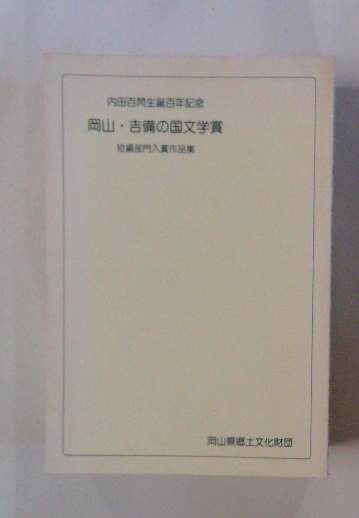 内田百閒生誕百年記念
岡山・吉備の国文学賞
短編部門入賞作品集
岡山県郷土文化財団